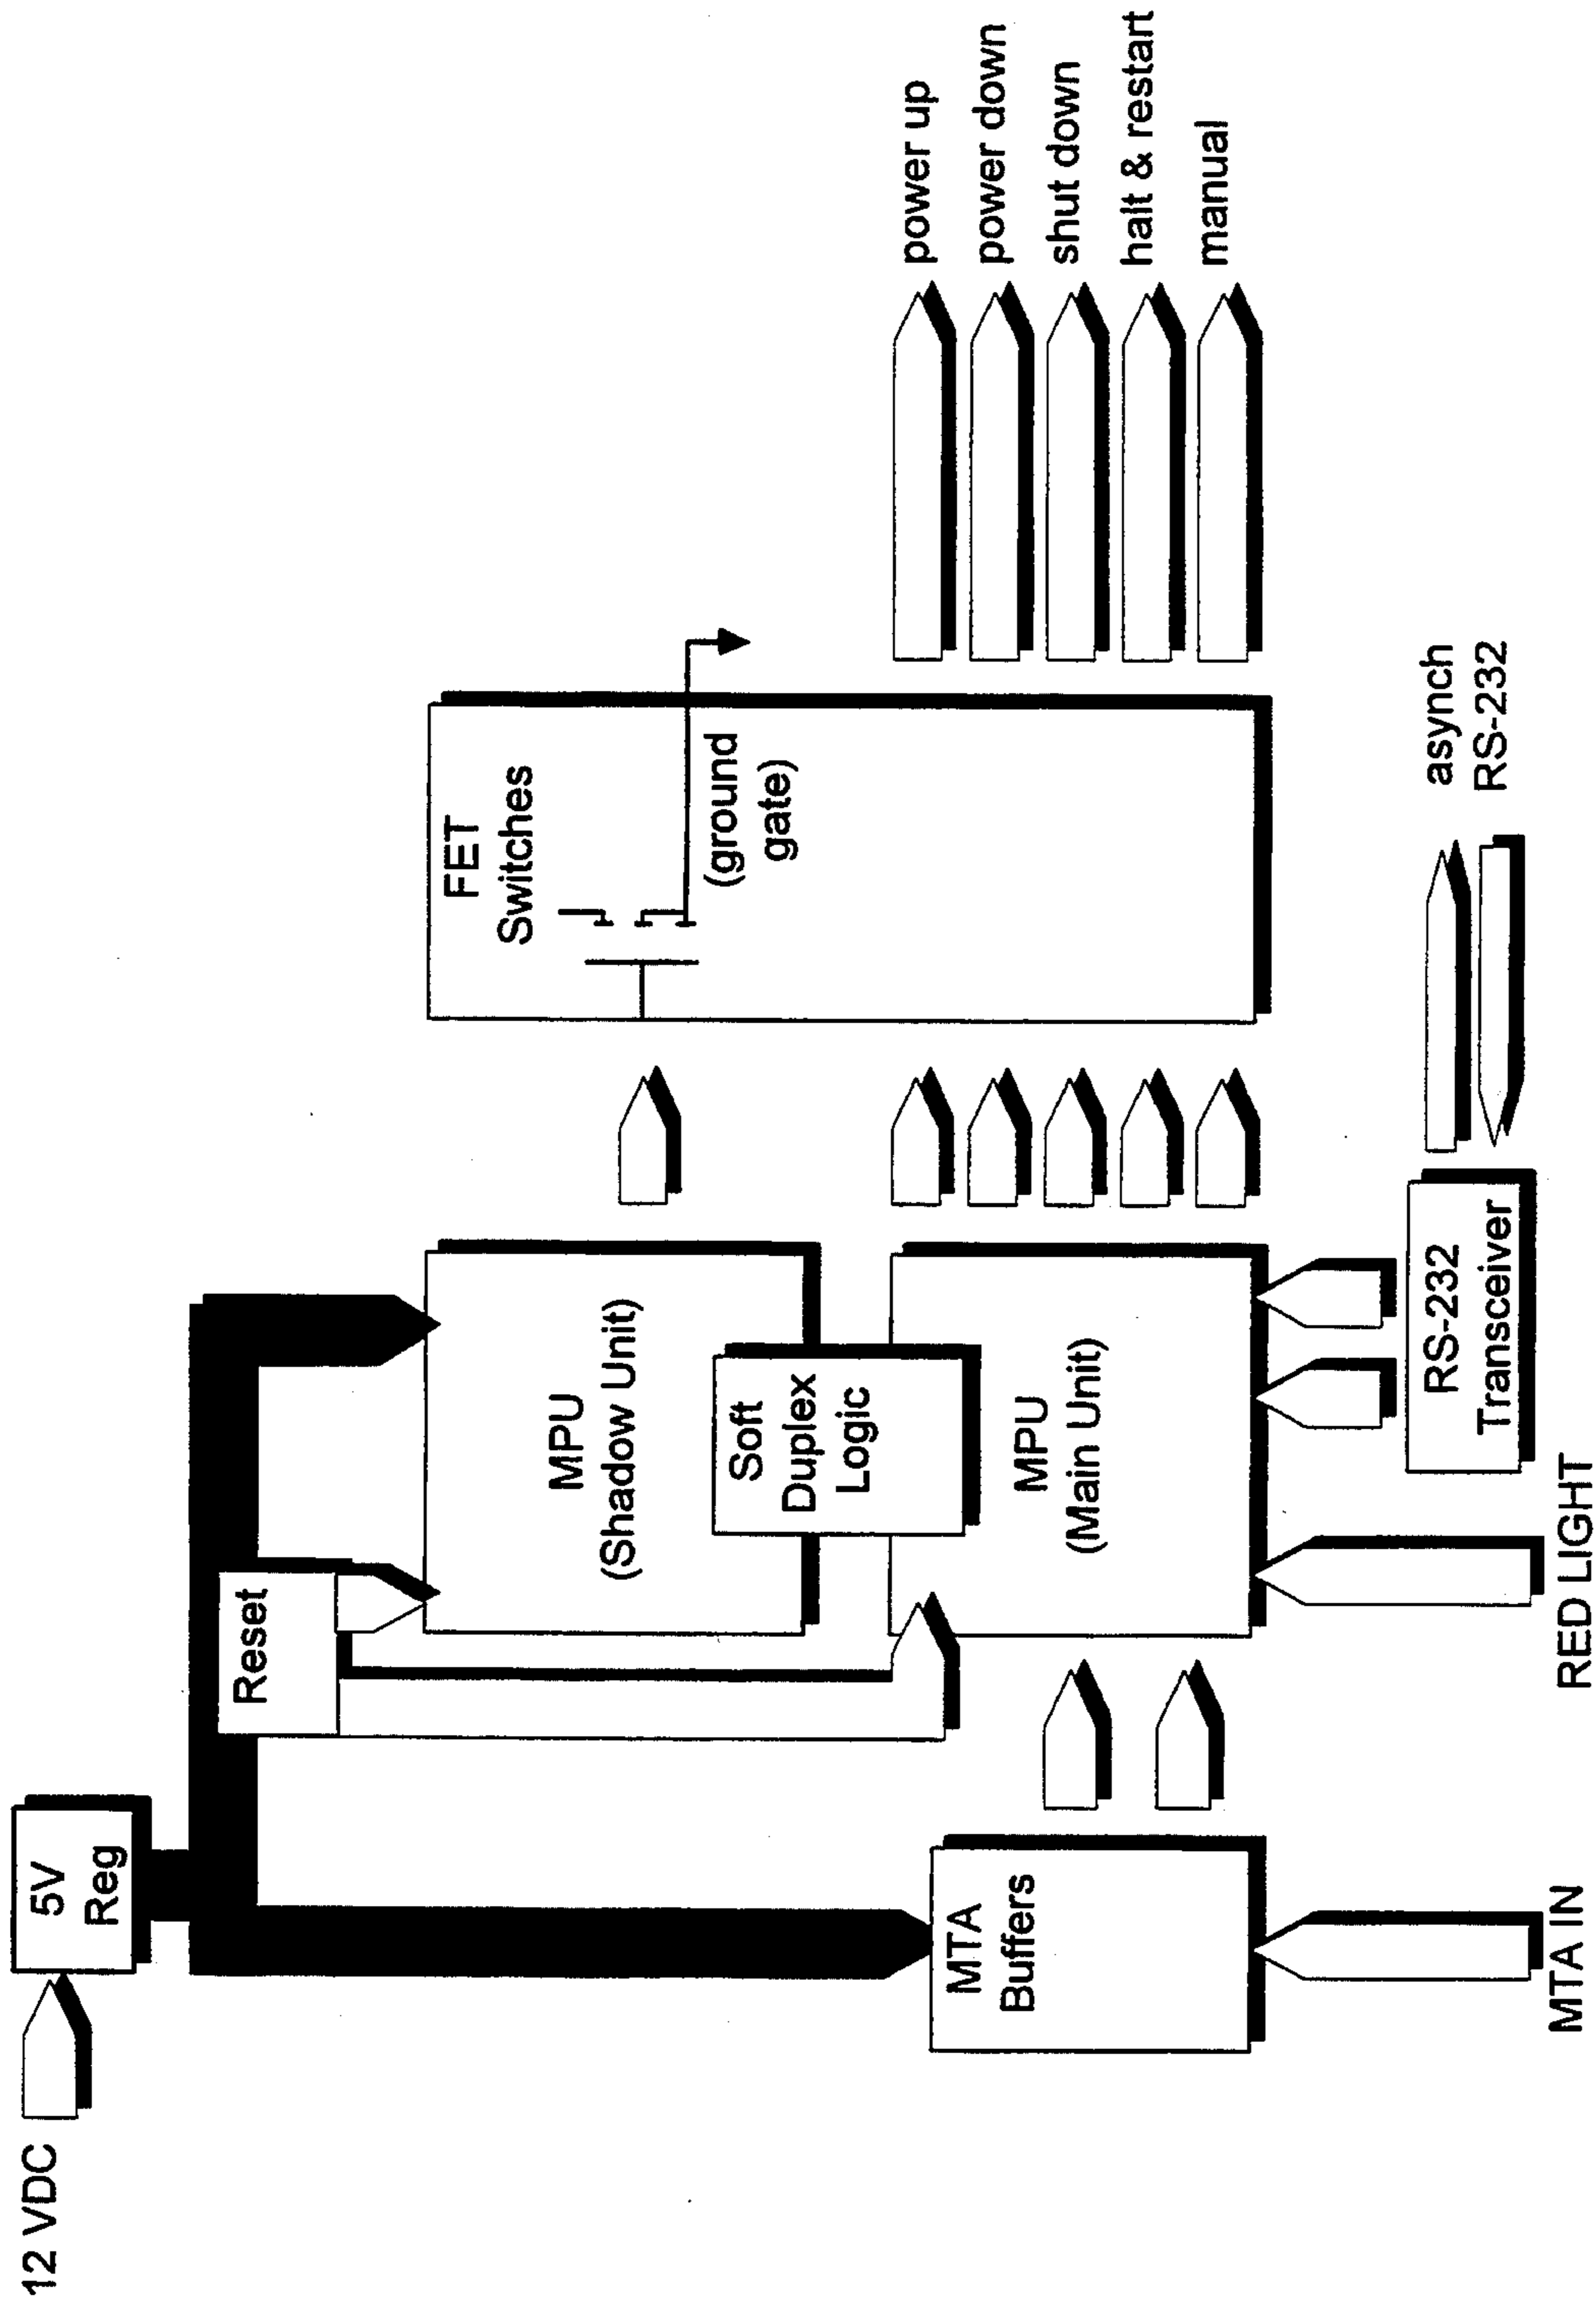 12 VDC
5V
Reg
Reset
MPU
(Shadow Unit)
Soft
Duplex
Logic
MPU
(Main Unit)
FET
Switches
(ground
gate)
power up
power down
shut down
halt & restart
manual
MTA
Buffers
MTA IN
RED LIGHT
RS-232
Transceiver
asynch
RS-232